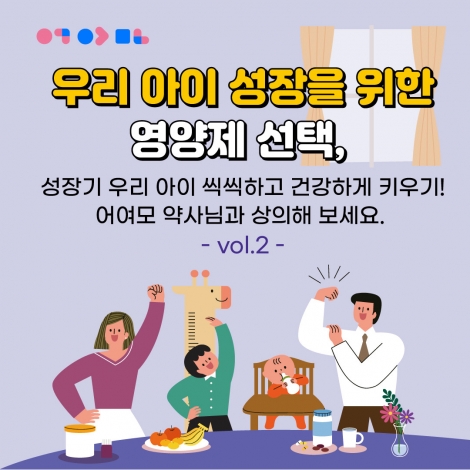 우리 아이 성장을 위한
영양제 선택,
성장기 우리 아이 씩씩하고 건강하게 키우기!
어여모 약사님과 상의해 보세요.
- vol.2 -